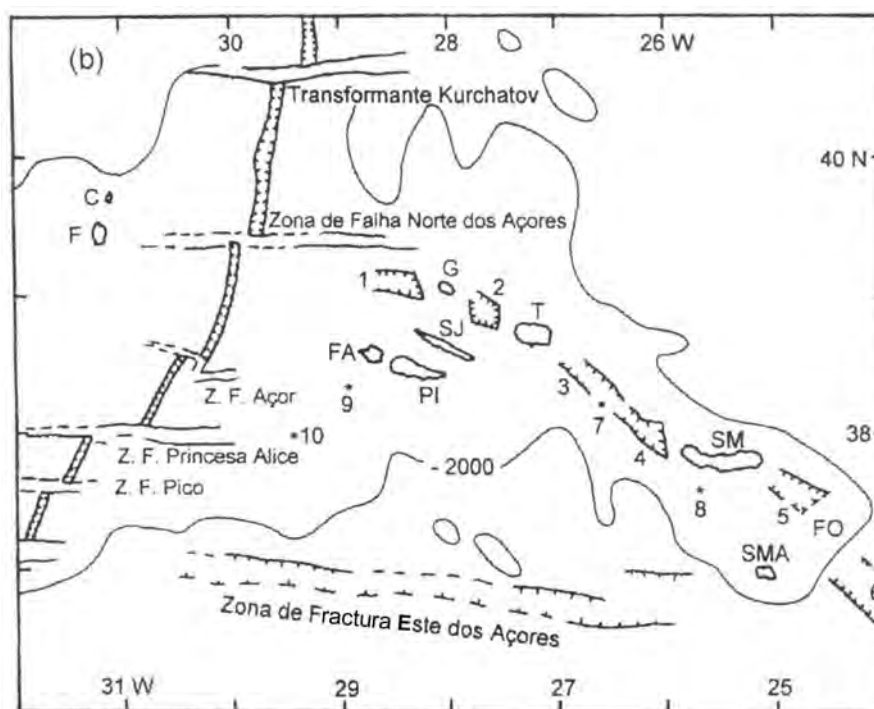 (b)
30
28
26 W
Transformante Kurchatov
40 N
C
F
Zona de Falha Norte dos Açores
1
G
2
T
SJ
FA
PI
9
3
7
Z. F. Açor
10
Z. F. Princesa Alice
4
SM
38
- 2000
Z. F. Pico
8
5
FO
SMA
6
Zona de Fractura Este dos Açores
31 W
29
27
25